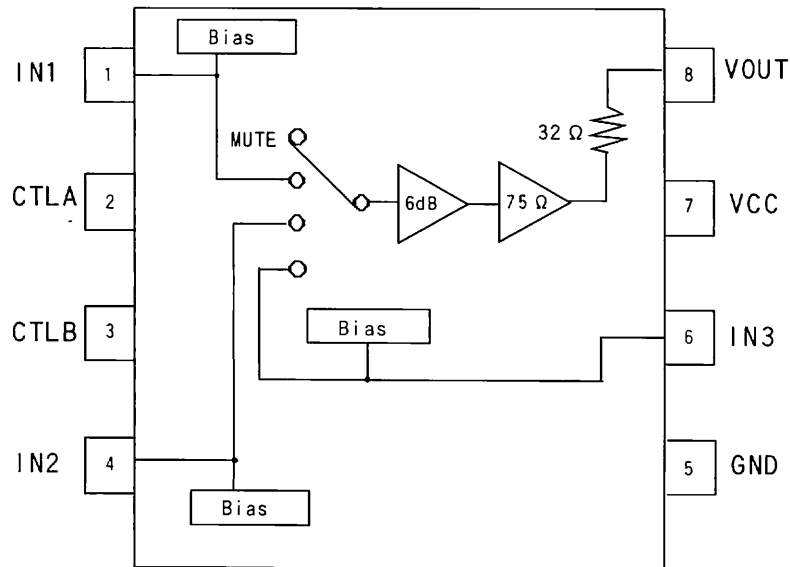 Bias
IN1 1
8 VOUT
MUTE
32 Ω
CTLA 2
6dB
75 Ω
7 VCC
CTLB 3
Bias
6 IN3
IN2 4
5 GND
Bias